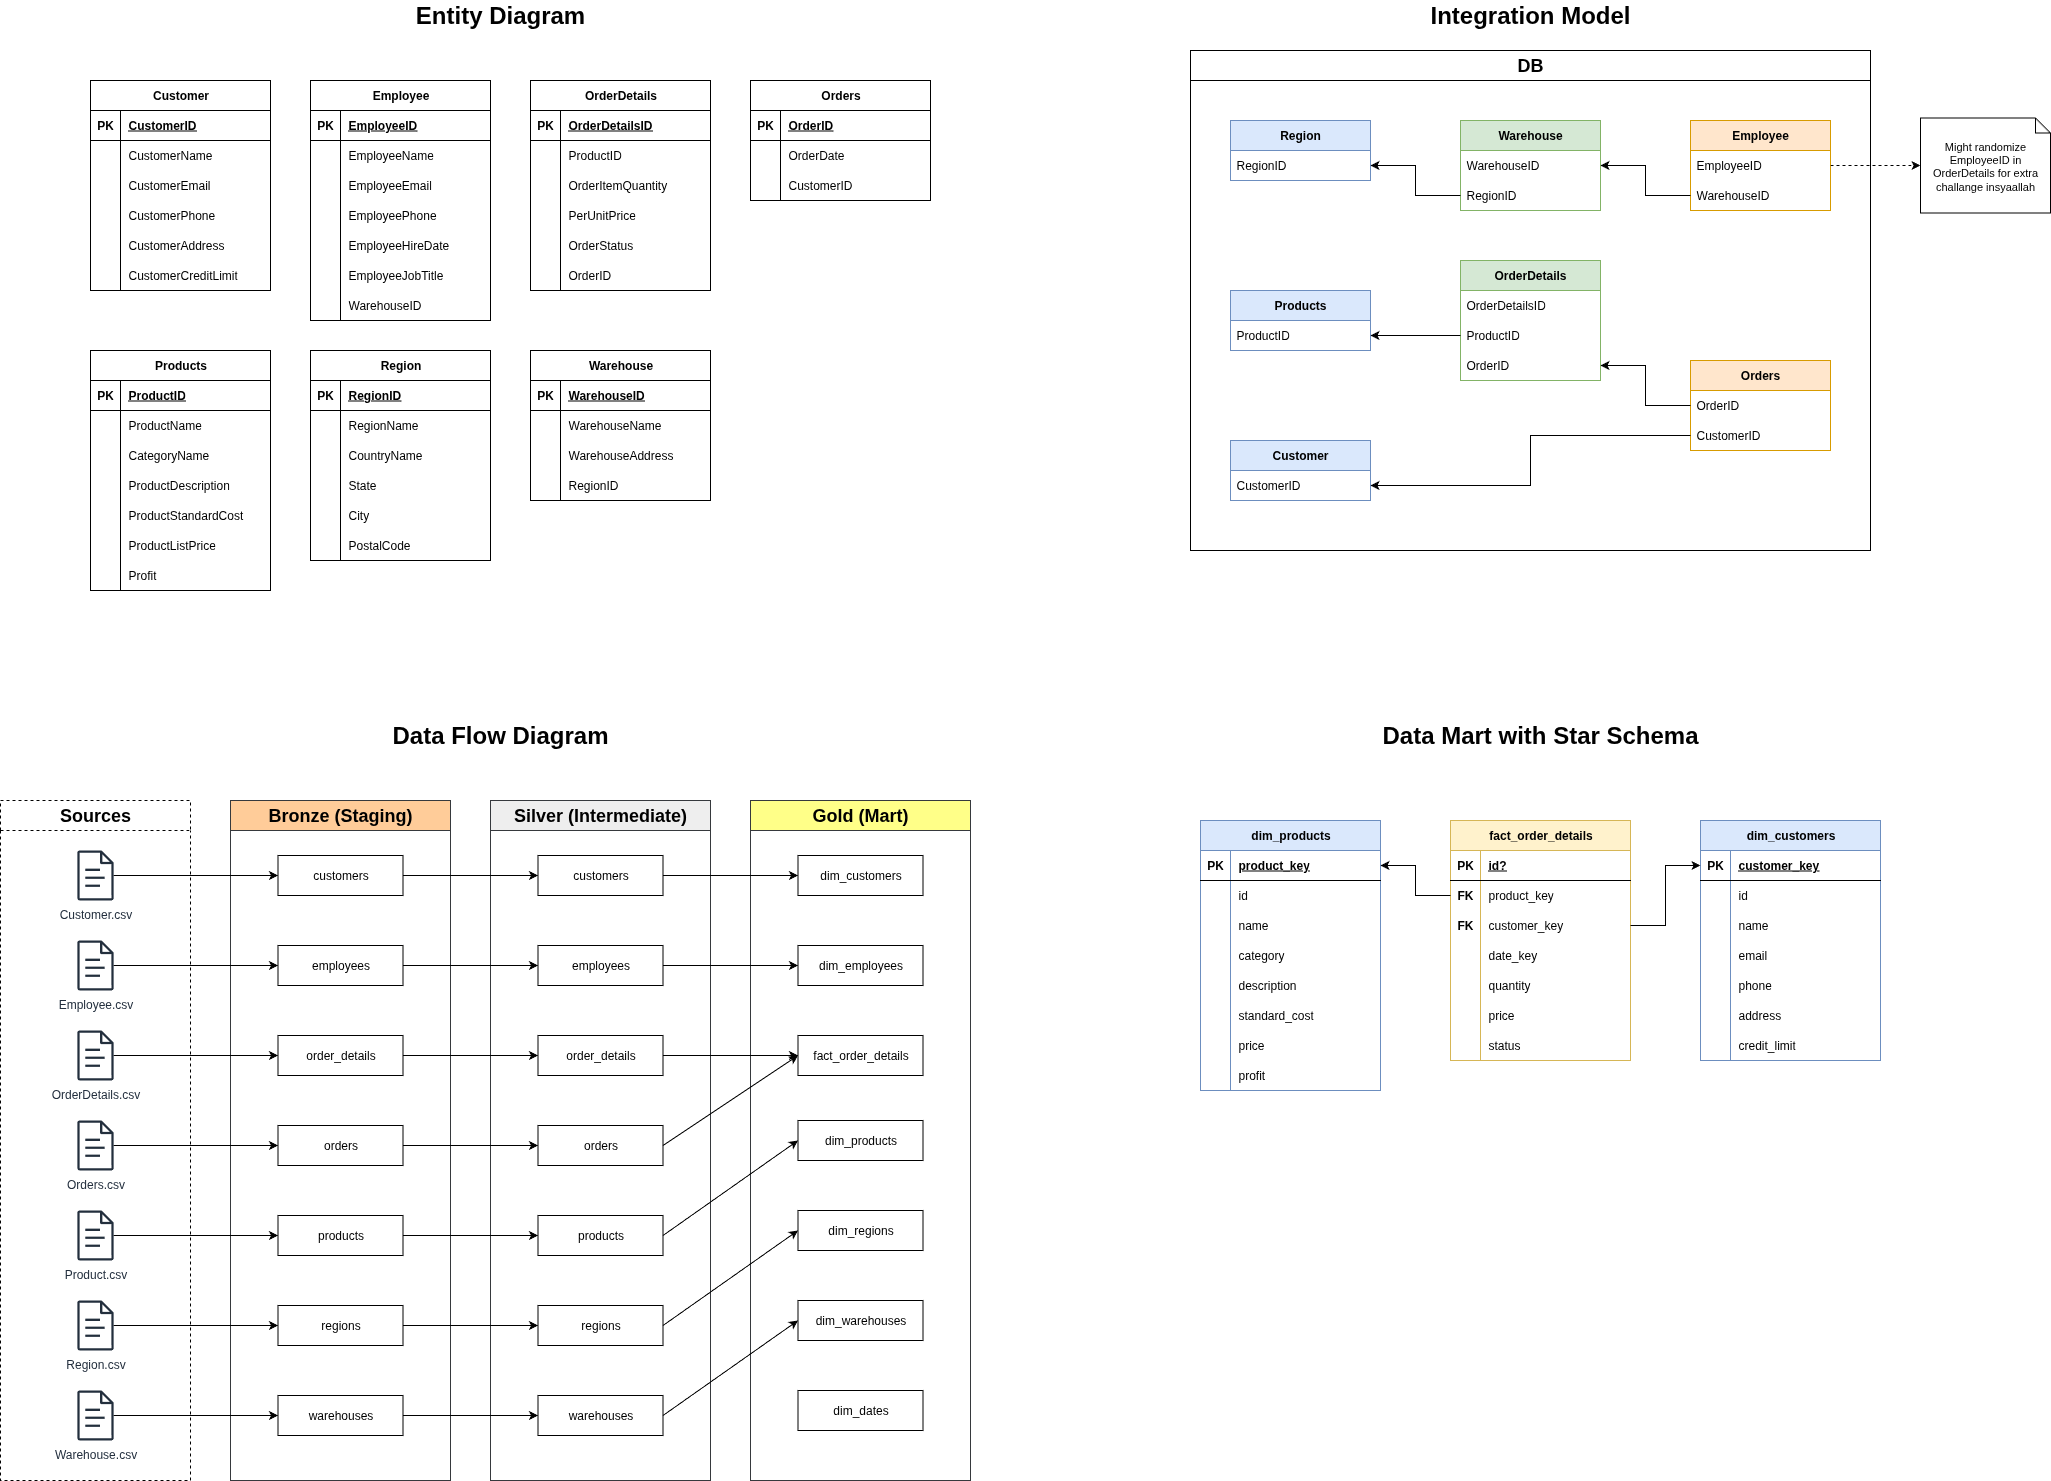 Entity Diagram
Customer
PK CustomerID
CustomerName
CustomerEmail
CustomerPhone
CustomerAddress
CustomerCreditLimit
Employee
PK EmployeeID
EmployeeName
EmployeeEmail
EmployeePhone
EmployeeHireDate
EmployeeJobTitle
WarehouseID
OrderDetails
PK OrderDetailsID
ProductID
OrderItemQuantity
PerUnitPrice
OrderStatus
OrderID
Orders
PK OrderID
OrderDate
CustomerID
Products
PK ProductID
ProductName
CategoryName
ProductDescription
ProductStandardCost
ProductListPrice
Profit
Region
PK RegionID
RegionName
CountryName
State
City
PostalCode
Warehouse
PK WarehouseID
WarehouseName
WarehouseAddress
RegionID
Integration Model
DB
Region
RegionID
Warehouse
WarehouseID
RegionID
Employee
EmployeeID
WarehouseID
Might randomize
EmployeeID in
OrderDetails for extra
challange insyaallah
Products
ProductID
OrderDetails
OrderDetailsID
ProductID
OrderID
Orders
OrderID
CustomerID
Customer
CustomerID
Data Flow Diagram
Sources
Customer.csv
Employee.csv
OrderDetails.csv
Orders.csv
Product.csv
Region.csv
Warehouse.csv
Bronze (Staging)
customers
employees
order_details
orders
products
regions
warehouses
Silver (Intermediate)
customers
employees
order_details
orders
products
regions
warehouses
Gold (Mart)
dim_customers
dim_employees
fact_order_details
dim_products
dim_regions
dim_warehouses
dim_dates
Data Mart with Star Schema
dim_products
PK product_key
id
name
category
description
standard_cost
price
profit
fact_order_details
PK id?
FK product_key
FK customer_key
date_key
quantity
price
status
dim_customers
PK customer_key
id
name
email
phone
address
credit_limit